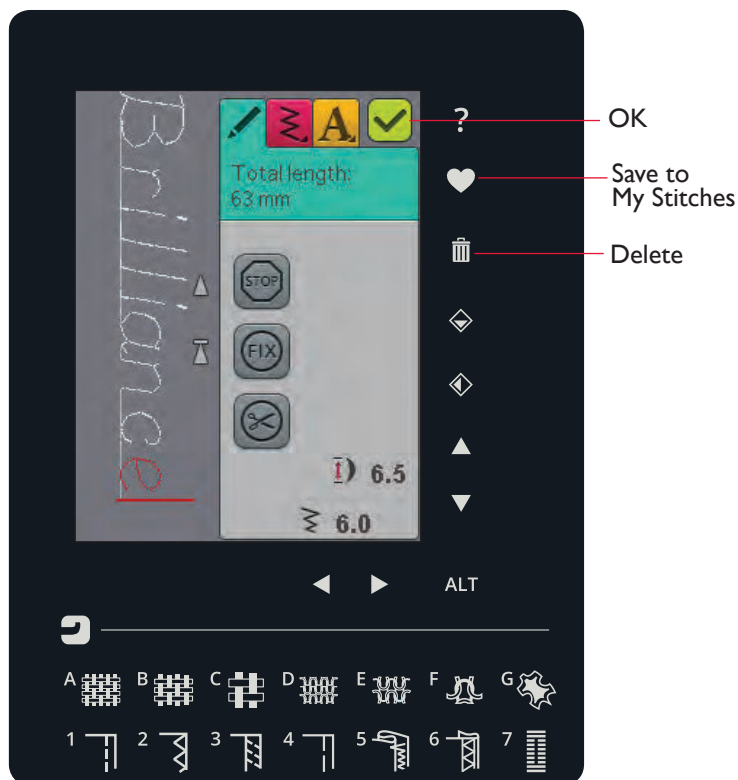 Brilliance
A
?
OK
Total length:
63 mm
Save to
My Stitches
Delete
STOP
FIX
6.5
6.0
ALT
A B C D E F G
1 2 3 4 5 6 7